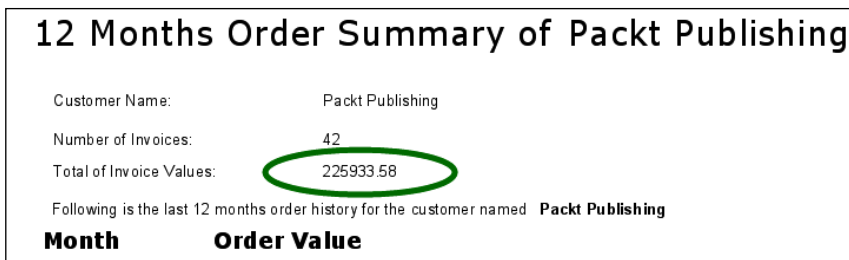 12 Months Order Summary of Packt Publishing
Customer Name: Packt Publishing
Number of Invoices: 42
Total of Invoice Values: 225933.58
Following is the last 12 months order history for the customer named Packt Publishing
Month Order Value